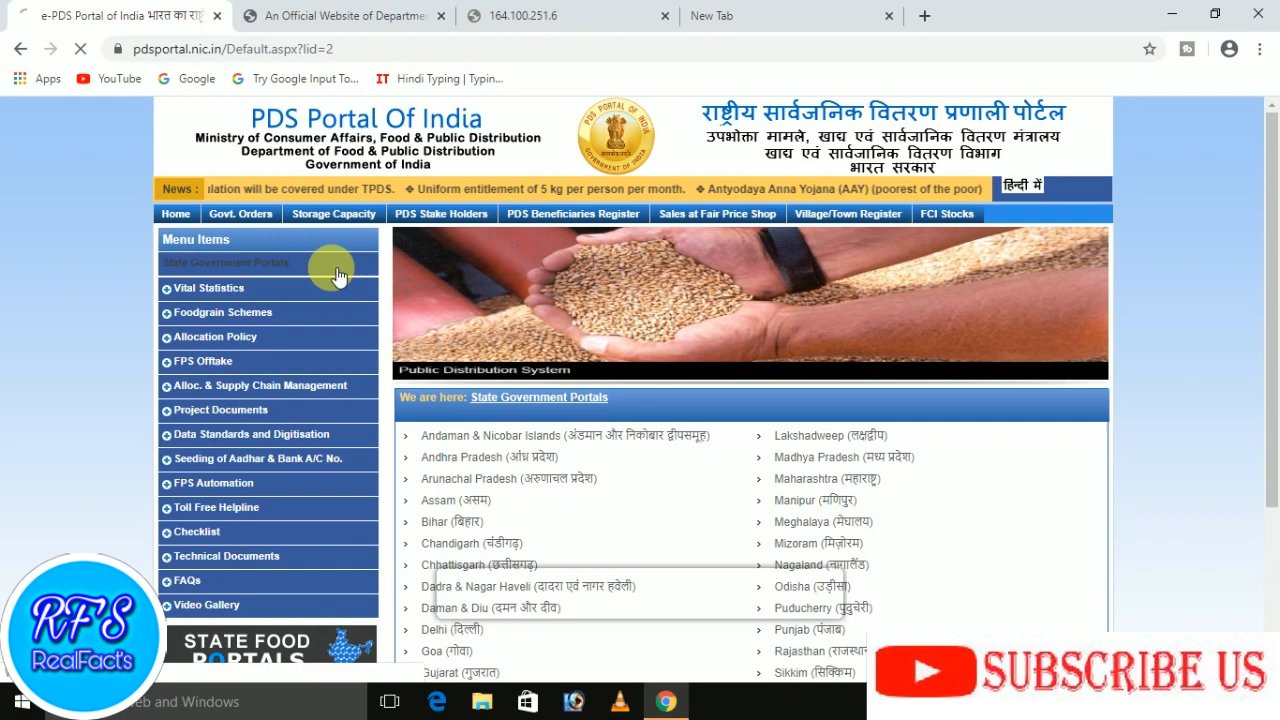 e-PDS Portal of India भारत का राष्ट्
An Official Website of Departme
164.100.251.6
New Tab
pdsportal.nic.in/Default.aspx?lid=2
Apps
YouTube
Google
Try Google Input To...
Hindi Typing | Typin...
PDS Portal Of India
Ministry of Consumer Affairs, Food & Public Distribution
Department of Food & Public Distribution
Government of India
राष्ट्रीय सार्वजनिक वितरण प्रणाली पोर्टल
उपभोक्ता मामले, खाद्य एवं सार्वजनिक वितरण मंत्रालय
खाद्य एवं सार्वजनिक वितरण विभाग
भारत सरकार
News : lation will be covered under TPDS. ❖ Uniform entitlement of 5 kg per person per month. ❖ Antyodaya Anna Yojana (AAY) (poorest of the poor)
हिन्दी में
Home Govt. Orders Storage Capacity PDS Stake Holders PDS Beneficiaries Register Sales at Fair Price Shop Village/Town Register FCI Stocks
Menu Items
State Government Portals
Vital Statistics
Foodgrain Schemes
Allocation Policy
FPS Offtake
Alloc. & Supply Chain Management
Project Documents
Data Standards and Digitisation
Seeding of Aadhar & Bank A/C No.
FPS Automation
Toll Free Helpline
Checklist
Technical Documents
FAQs
Video Gallery
STATE FOOD
PORTALS
Public Distribution System
We are here: State Government Portals
Andaman & Nicobar Islands (अंडमान और निकोबार द्वीपसमूह)
Andhra Pradesh (आंध्र प्रदेश)
Arunachal Pradesh (अरुणाचल प्रदेश)
Assam (असम)
Bihar (बिहार)
Chandigarh (चंडीगढ़)
Chhattisgarh (छत्तीसगढ़)
Dadra & Nagar Haveli (दादरा एवं नागर हवेली)
Daman & Diu (दमन और दीव)
Delhi (दिल्ली)
Goa (गोवा)
Gujarat (गुजरात)
Lakshadweep (लक्षद्वीप)
Madhya Pradesh (मध्य प्रदेश)
Maharashtra (महाराष्ट्र)
Manipur (मणिपुर)
Meghalaya (मेघालय)
Mizoram (मिज़ोरम)
Nagaland (नागालैंड)
Odisha (उड़ीसा)
Puducherry (पुदुचेरी)
Punjab (पंजाब)
Rajasthan (राजस्थान
Sikkim (सिक्किम)
RFS
RealFact's
eb and Windows
SUBSCRIBE US